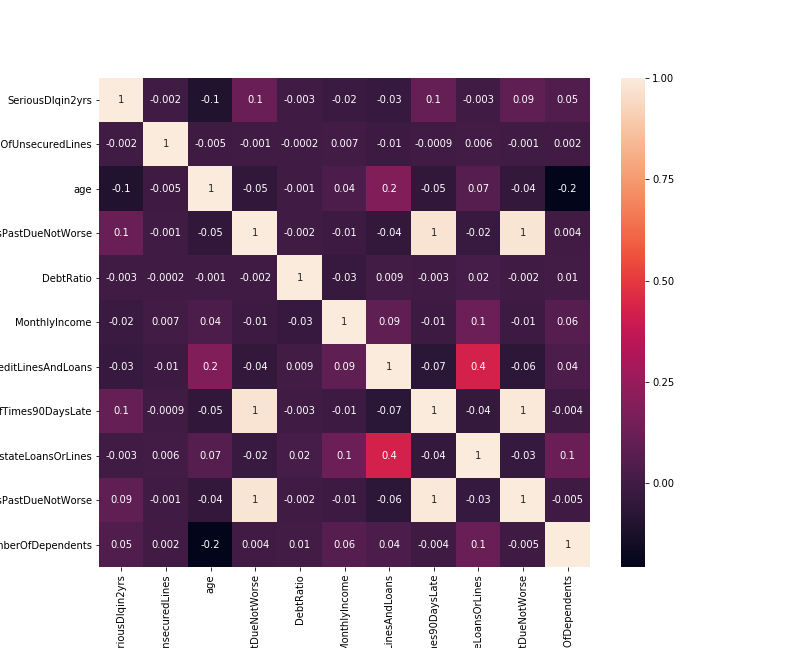 SeriousDlqin2yrs 1 -0.002 -0.1 0.1 -0.003 -0.02 -0.03 0.1 -0.003 0.09 0.05
OfUnsecuredLines -0.002 1 -0.005 -0.001 -0.0002 0.007 -0.01 -0.0009 0.006 -0.001 0.002
age -0.1 -0.005 1 -0.05 -0.001 0.04 0.2 -0.05 0.07 -0.04 -0.2
sPastDueNotWorse 0.1 -0.001 -0.05 1 -0.002 -0.01 -0.04 1 -0.02 1 0.004
DebtRatio -0.003 -0.0002 -0.001 -0.002 1 -0.03 0.009 -0.003 0.02 -0.002 0.01
MonthlyIncome -0.02 0.007 0.04 -0.01 -0.03 1 0.09 -0.01 0.1 -0.01 0.06
editLinesAndLoans -0.03 -0.01 0.2 -0.04 0.009 0.09 1 -0.07 0.4 -0.06 0.04
fTimes90DaysLate 0.1 -0.0009 -0.05 1 -0.003 -0.01 -0.07 1 -0.04 1 -0.004
stateLoansOrLines -0.003 0.006 0.07 -0.02 0.02 0.1 0.4 -0.04 1 -0.03 0.1
sPastDueNotWorse 0.09 -0.001 -0.04 1 -0.002 -0.01 -0.06 1 -0.03 1 -0.005
nberOfDependents 0.05 0.002 -0.2 0.004 0.01 0.06 0.04 -0.004 0.1 -0.005 1
riousDlqin2yrs
nsecuredLines
age
tDueNotWorse
DebtRatio
MonthlyIncome
LinesAndLoans
nes90DaysLate
eLoansOrLines
tDueNotWorse
OfDependents
1.00
0.75
0.50
0.25
0.00